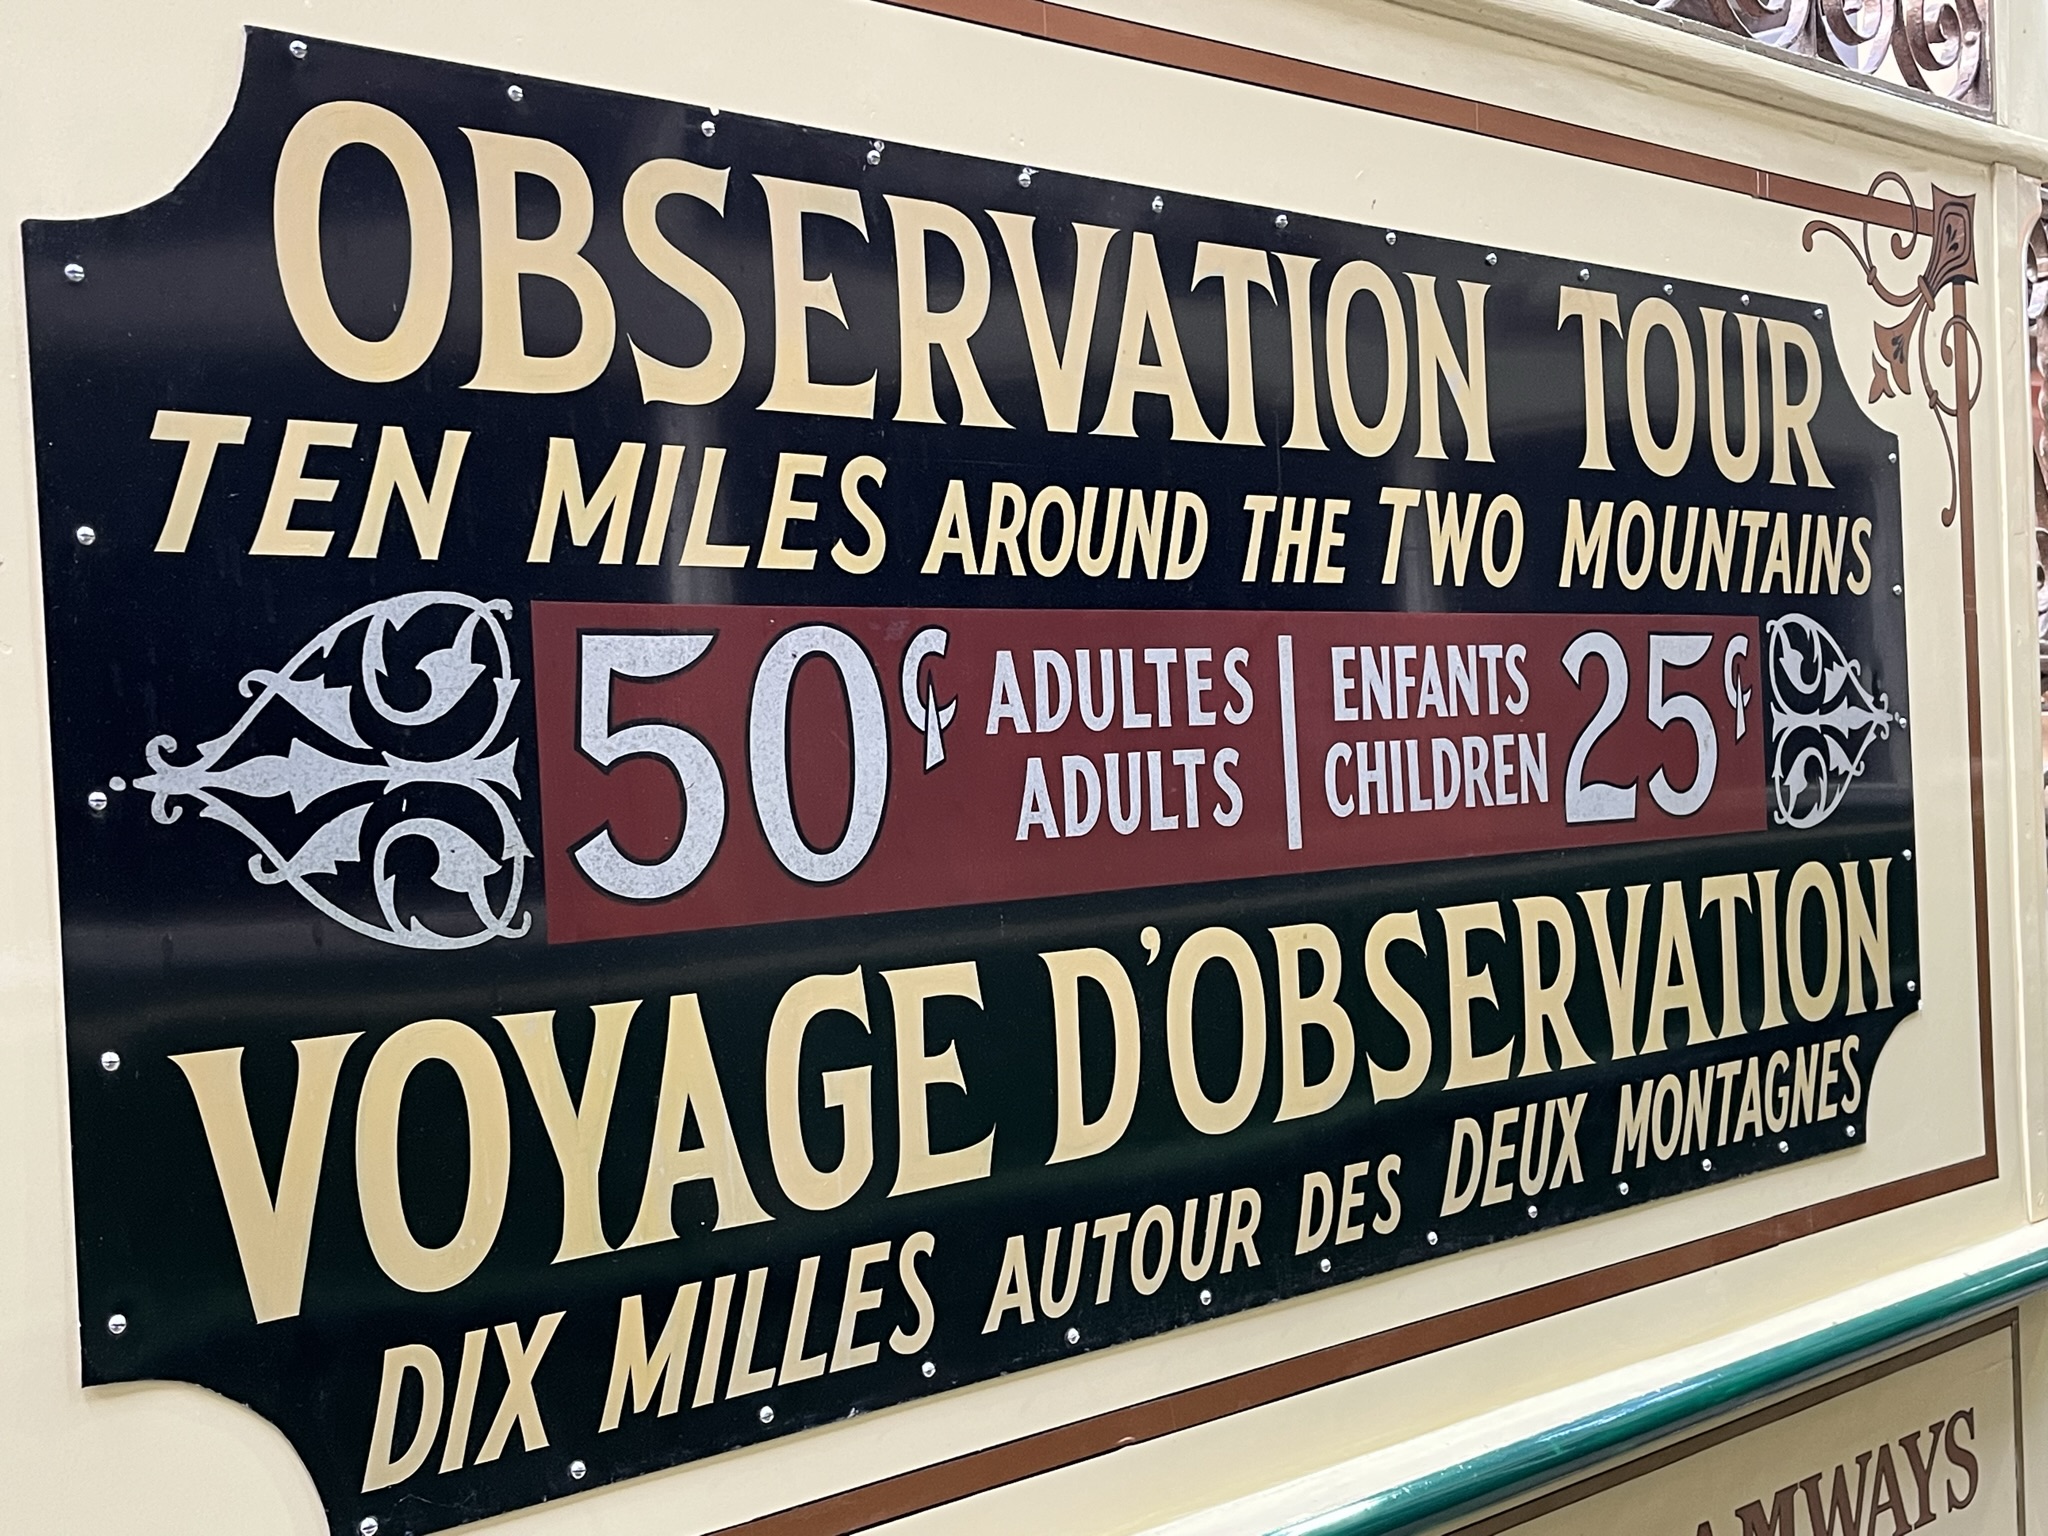 OBSERVATION TOUR
TEN MILES AROUND THE TWO MOUNTAINS
50¢ ADULTES | ENFANTS 25¢
ADULTS | CHILDREN
VOYAGE D'OBSERVATION
DIX MILLES AUTOUR DES DEUX MONTAGNES